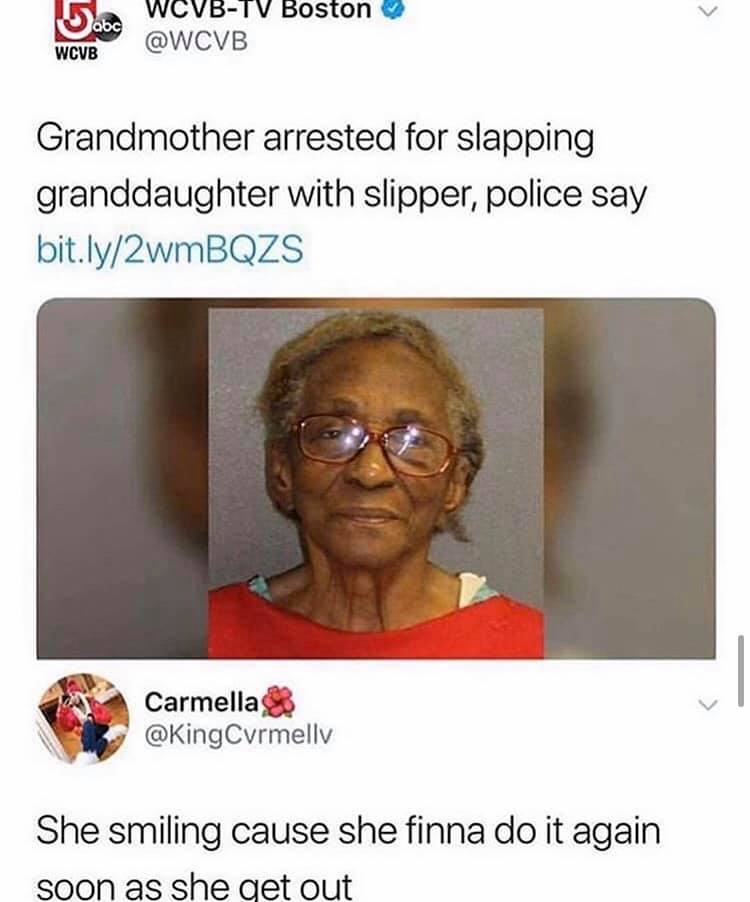 5 abc
WCVB
WCVB-TV Boston
@WCVB
Grandmother arrested for slapping
granddaughter with slipper, police say
bit.ly/2wmBQZS
Carmella
@KingCvrmellv
She smiling cause she finna do it again
soon as she get out